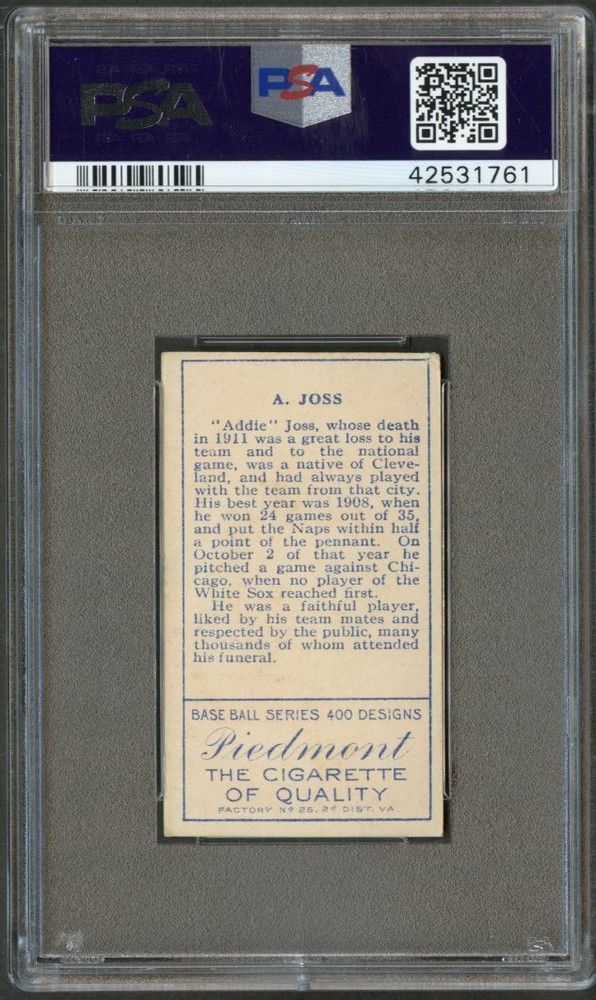 PSA
PSA
42531761
A. JOSS
"Addie" Joss, whose death
in 1911 was a great loss to his
team and to the national
game, was a native of Cleve-
land, and had always played
with the team from that city.
His best year was 1908, when
he won 24 games out of 35,
and put the Naps within half
a point of the pennant. On
October 2 of that year he
pitched a game against Chi-
cago, when no player of the
White Sox reached first.
He was a faithful player,
liked by his team mates and
respected by the public, many
thousands of whom attended
his funeral.
BASE BALL SERIES 400 DESIGNS
Piedmont
THE CIGARETTE
OF QUALITY
FACTORY Nº 25, 2d DIST. VA.